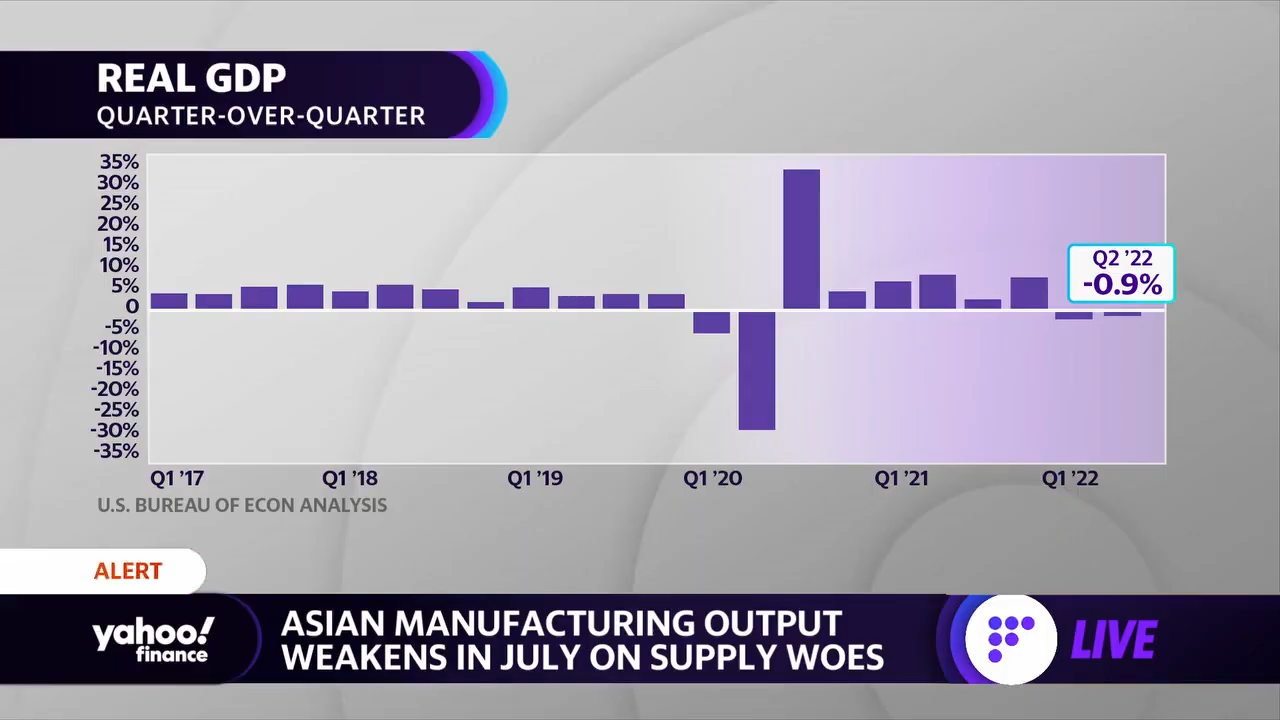 REAL GDP
QUARTER-OVER-QUARTER
35%
30%
25%
20%
15%
10%
5%
0
-5%
-10%
-15%
-20%
-25%
-30%
-35%
Q2 ’22
-0.9%
Q1 ’17 Q1 ’18 Q1 ’19 Q1 ’20 Q1 ’21 Q1 ’22
U.S. BUREAU OF ECON ANALYSIS
ALERT
yahoo!
finance
ASIAN MANUFACTURING OUTPUT
WEAKENS IN JULY ON SUPPLY WOES
LIVE